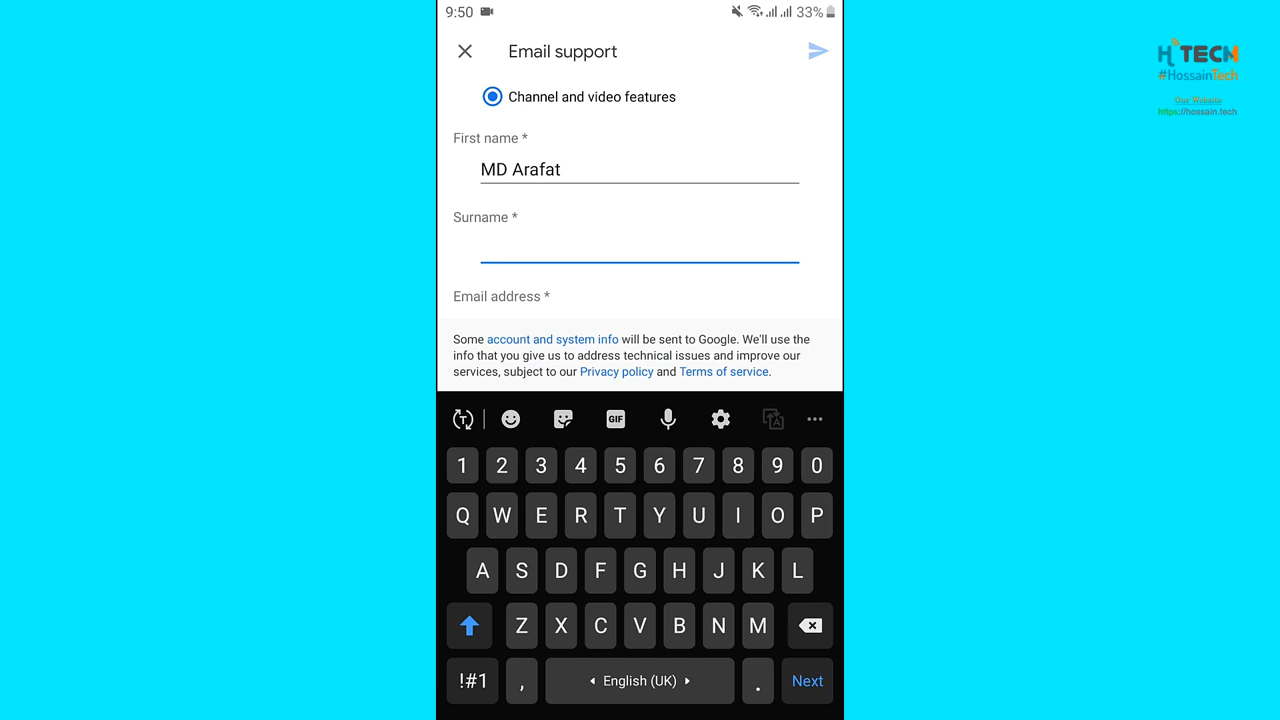 9:50
33%
Email support
Channel and video features
First name *
MD Arafat
Surname *
Email address *
Some account and system info will be sent to Google. We'll use the
info that you give us to address technical issues and improve our
services, subject to our Privacy policy and Terms of service.
T GIF A
1 2 3 4 5 6 7 8 9 0
Q W E R T Y U I O P
A S D F G H J K L
Z X C V B N M
!#1 , English (UK) . Next
H TECH
#HossainTech
Our Website
https://hossain.tech